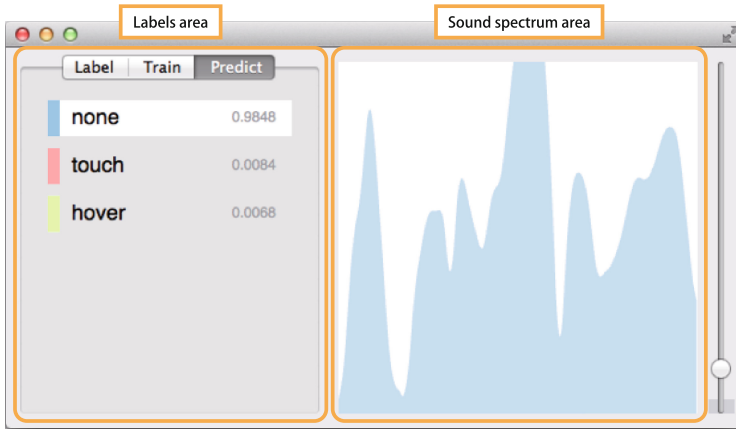 Labels area
Sound spectrum area
Label Train Predict
none 0.9848
touch 0.0084
hover 0.0068